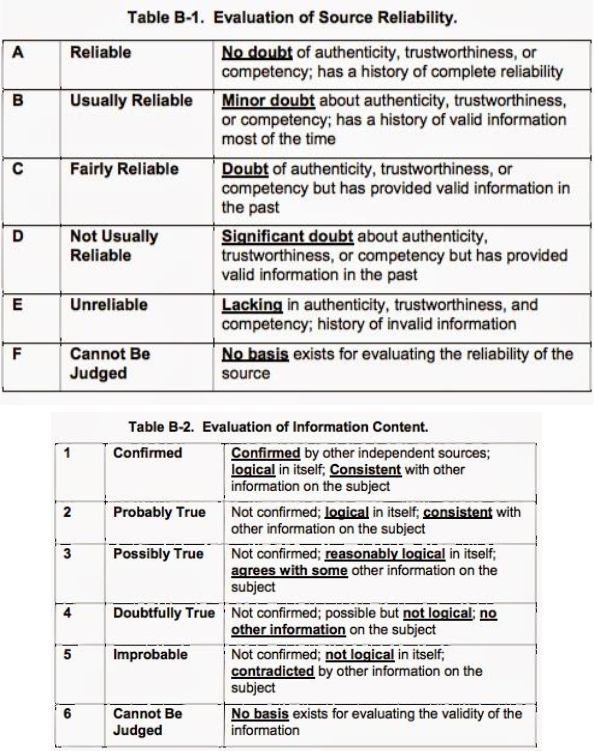 Table B-1. Evaluation of Source Reliability.
A Reliable No doubt of authenticity, trustworthiness, or
competency; has a history of complete reliability
B Usually Reliable Minor doubt about authenticity, trustworthiness,
or competency; has a history of valid information
most of the time
C Fairly Reliable Doubt of authenticity, trustworthiness, or
competency but has provided valid information in
the past
D Not Usually Significant doubt about authenticity,
Reliable trustworthiness, or competency but has provided
valid information in the past
E Unreliable Lacking in authenticity, trustworthiness, and
competency; history of invalid information
F Cannot Be No basis exists for evaluating the reliability of the
Judged source
Table B-2. Evaluation of Information Content.
1 Confirmed Confirmed by other independent sources;
logical in itself; Consistent with other
information on the subject
2 Probably True Not confirmed; logical in itself; consistent with
other information on the subject
3 Possibly True Not confirmed; reasonably logical in itself;
agrees with some other information on the
subject
4 Doubtfully True Not confirmed; possible but not logical; no
other information on the subject
5 Improbable Not confirmed; not logical in itself;
contradicted by other information on the
subject
6 Cannot Be No basis exists for evaluating the validity of the
Judged information